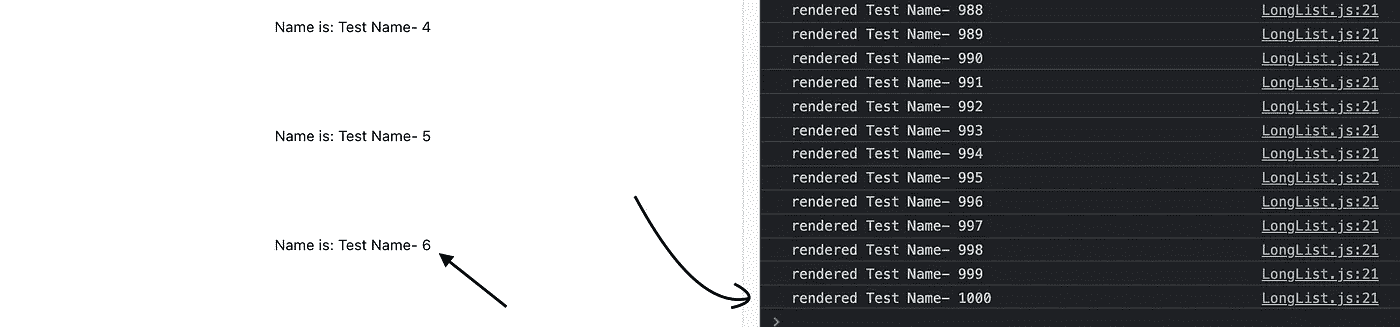 Name is: Test Name- 4
Name is: Test Name- 5
Name is: Test Name- 6
rendered Test Name- 988 LongList.js:21
rendered Test Name- 989 LongList.js:21
rendered Test Name- 990 LongList.js:21
rendered Test Name- 991 LongList.js:21
rendered Test Name- 992 LongList.js:21
rendered Test Name- 993 LongList.js:21
rendered Test Name- 994 LongList.js:21
rendered Test Name- 995 LongList.js:21
rendered Test Name- 996 LongList.js:21
rendered Test Name- 997 LongList.js:21
rendered Test Name- 998 LongList.js:21
rendered Test Name- 999 LongList.js:21
rendered Test Name- 1000 LongList.js:21
>